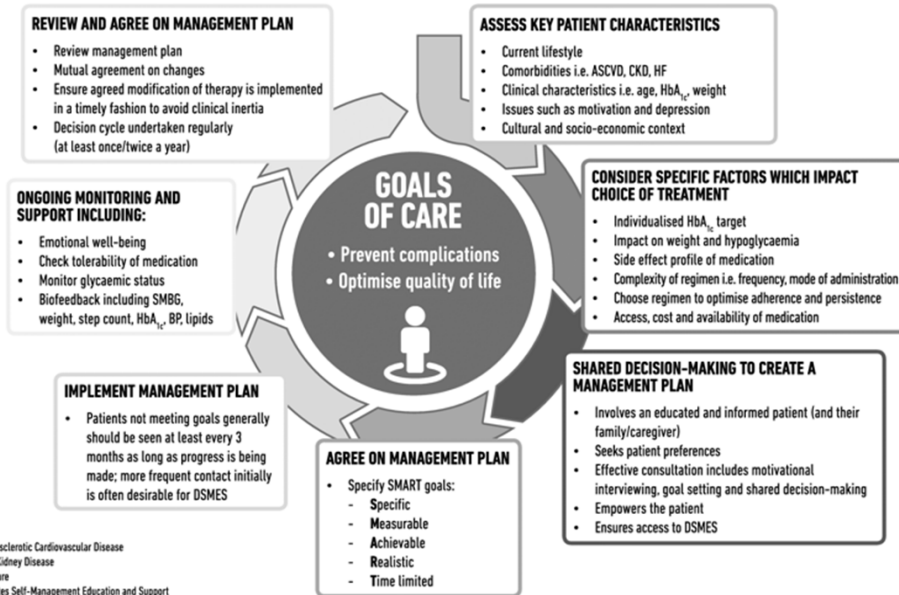 REVIEW AND AGREE ON MANAGEMENT PLAN
• Review management plan
• Mutual agreement on changes
• Ensure agreed modification of therapy is implemented
in a timely fashion to avoid clinical inertia
• Decision cycle undertaken regularly
(at least once/twice a year)
ASSESS KEY PATIENT CHARACTERISTICS
• Current lifestyle
• Comorbidities i.e. ASCVD, CKD, HF
• Clinical characteristics i.e. age, HbA1c, weight
• Issues such as motivation and depression
• Cultural and socio-economic context
CONSIDER SPECIFIC FACTORS WHICH IMPACT
CHOICE OF TREATMENT
• Individualised HbA1c target
• Impact on weight and hypoglycaemia
• Side effect profile of medication
• Complexity of regimen i.e. frequency, mode of administration
• Choose regimen to optimise adherence and persistence
• Access, cost and availability of medication
SHARED DECISION-MAKING TO CREATE A
MANAGEMENT PLAN
• Involves an educated and informed patient (and their
family/caregiver)
• Seeks patient preferences
• Effective consultation includes motivational
interviewing, goal setting and shared decision-making
• Empowers the patient
• Ensures access to DSMES
AGREE ON MANAGEMENT PLAN
• Specify SMART goals:
- Specific
- Measurable
- Achievable
- Realistic
- Time limited
IMPLEMENT MANAGEMENT PLAN
• Patients not meeting goals generally
should be seen at least every 3
months as long as progress is being
made; more frequent contact initially
is often desirable for DSMES
ONGOING MONITORING AND
SUPPORT INCLUDING:
• Emotional well-being
• Check tolerability of medication
• Monitor glycaemic status
• Biofeedback including SMBG,
weight, step count, HbA1c, BP, lipids
GOALS
OF CARE
• Prevent complications
• Optimise quality of life
Cardiovascular Disease
Disease
Self-Management Education and Support